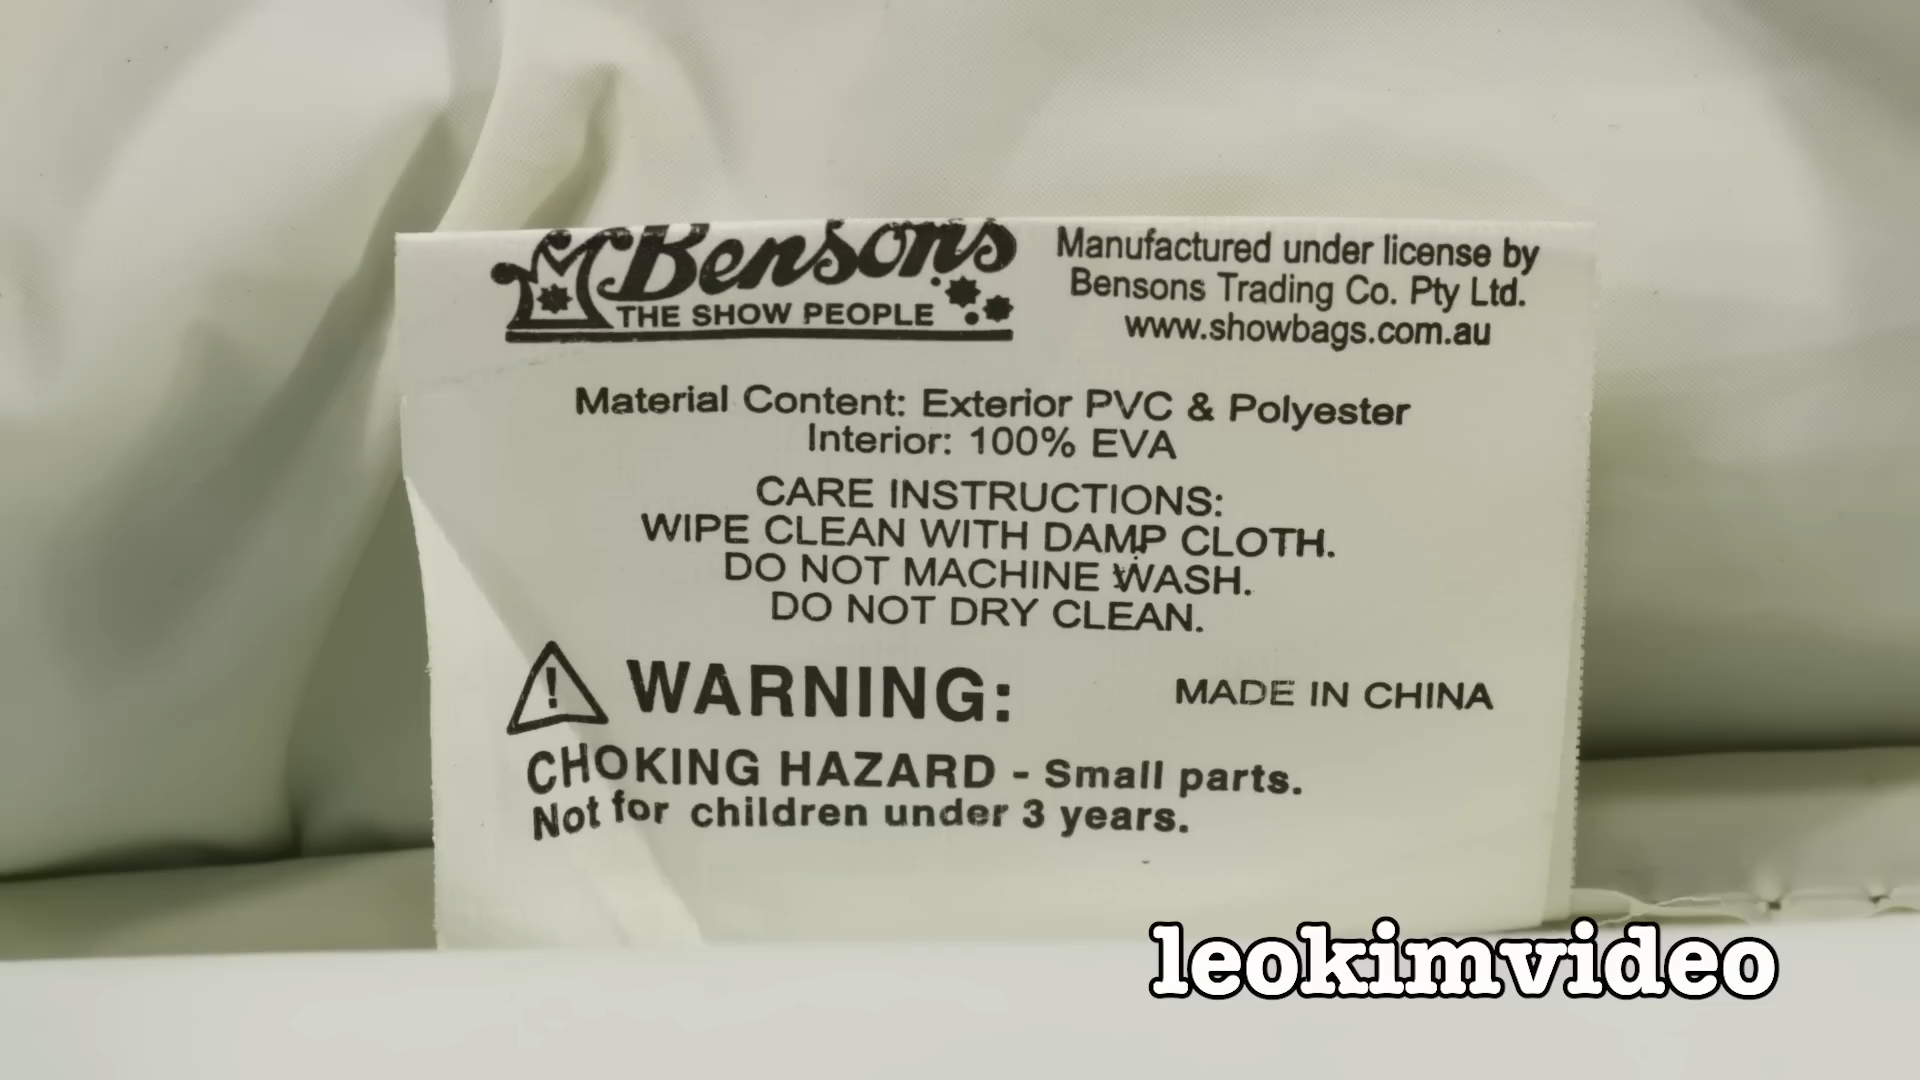 Bensons
THE SHOW PEOPLE
Manufactured under license by
Bensons Trading Co. Pty Ltd.
www.showbags.com.au
Material Content: Exterior PVC & Polyester
Interior: 100% EVA
CARE INSTRUCTIONS:
WIPE CLEAN WITH DAMP CLOTH.
DO NOT MACHINE WASH.
DO NOT DRY CLEAN.
WARNING:
MADE IN CHINA
CHOKING HAZARD - Small parts.
Not for children under 3 years.
leokimvideo